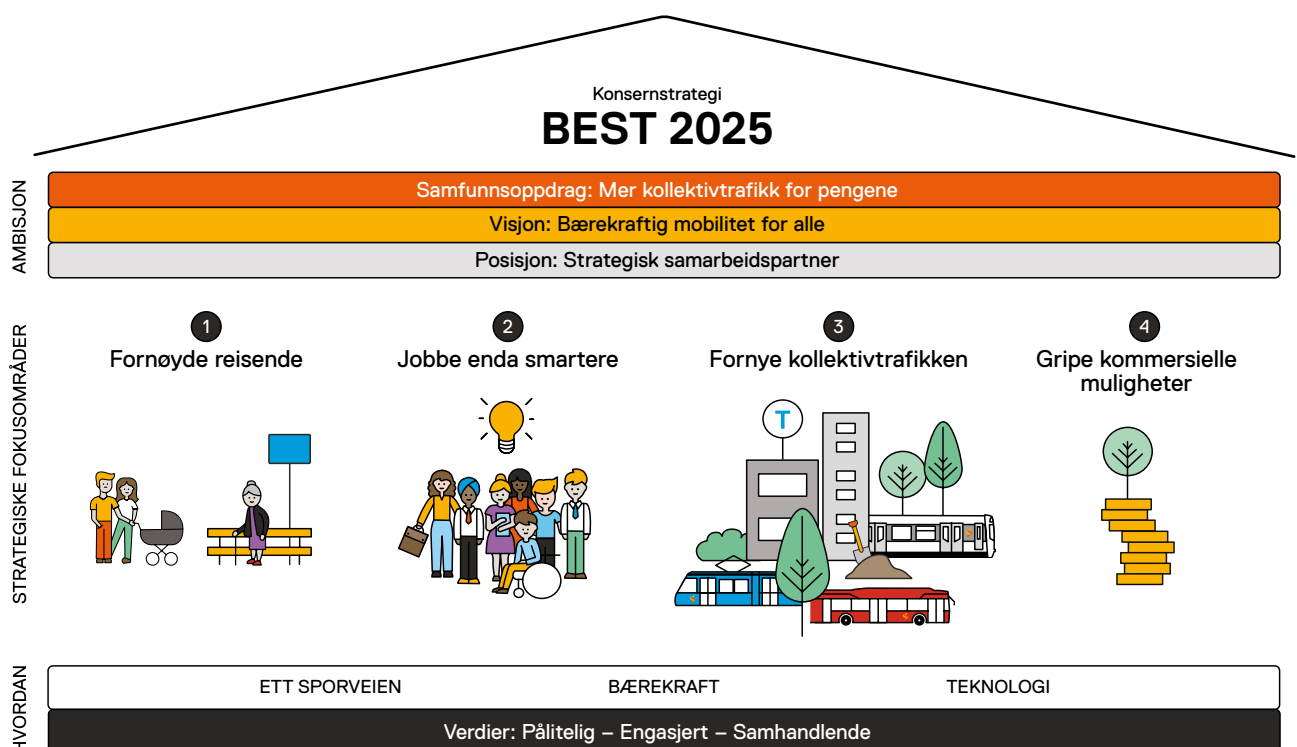 Konsernstrategi
BEST 2025
AMBISJON
Samfunnsoppdrag: Mer kollektivtrafikk for pengene
Visjon: Bærekraftig mobilitet for alle
Posisjon: Strategisk samarbeidspartner
STRATEGISKE FOKUSOMRÅDER
1
Fornøyde reisende
2
Jobbe enda smartere
3
Fornye kollektivtrafikken
T
4
Gripe kommersielle
muligheter
HVORDAN
ETT SPORVEIEN
BÆREKRAFT
TEKNOLOGI
Verdier: Pålitelig – Engasjert – Samhandlende